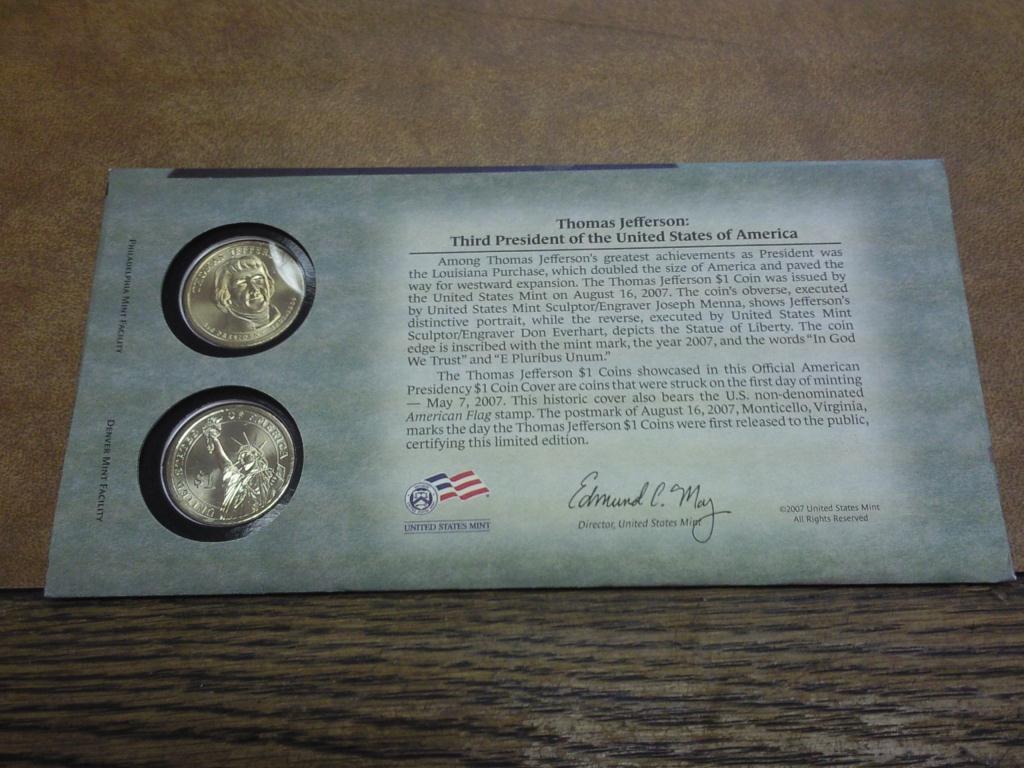 PHILADELPHIA MINT FACILITY
THOMAS JEFFERSON
DENVER MINT FACILITY
UNITED STATES OF AMERICA
$1
Thomas Jefferson:
Third President of the United States of America
Among Thomas Jefferson's greatest achievements as President was
the Louisiana Purchase, which doubled the size of America and paved the
way for westward expansion. The Thomas Jefferson $1 Coin was issued by
the United States Mint on August 16, 2007. The coin's obverse, executed
by United States Mint Sculptor/Engraver Joseph Menna, shows Jefferson's
distinctive portrait, while the reverse, executed by United States Mint
Sculptor/Engraver Don Everhart, depicts the Statue of Liberty. The coin
edge is inscribed with the mint mark, the year 2007, and the words "In God
We Trust" and "E Pluribus Unum."
The Thomas Jefferson $1 Coins showcased in this Official American
Presidency $1 Coin Cover are coins that were struck on the first day of minting
— May 7, 2007. This historic cover also bears the U.S. non-denominated
American Flag stamp. The postmark of August 16, 2007, Monticello, Virginia,
marks the day the Thomas Jefferson $1 Coins were first released to the public,
certifying this limited edition.
UNITED STATES MINT
Edmund C. Moy
Director, United States Mint
©2007 United States Mint
All Rights Reserved